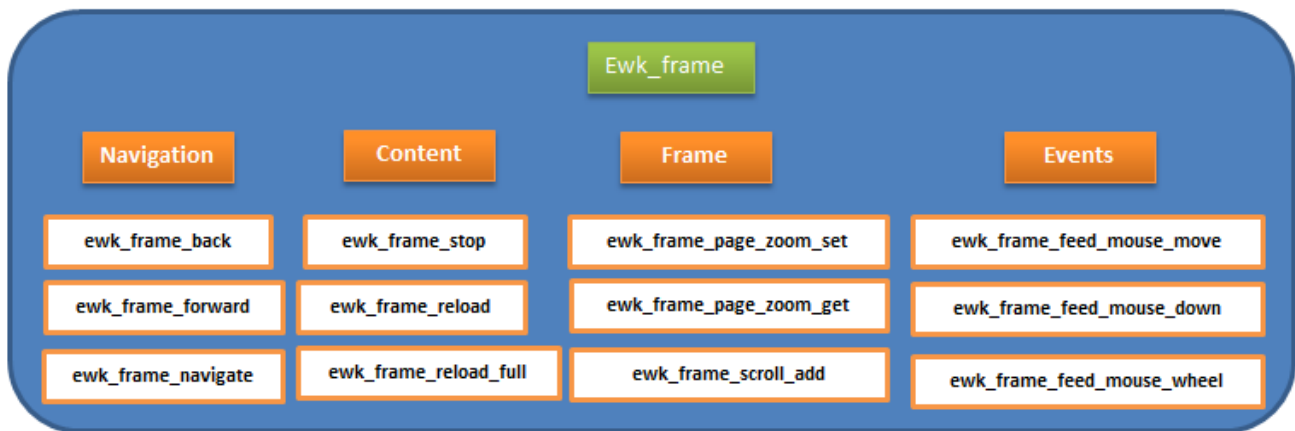 Ewk_frame
Navigation
Content
Frame
Events
ewk_frame_back
ewk_frame_stop
ewk_frame_page_zoom_set
ewk_frame_feed_mouse_move
ewk_frame_forward
ewk_frame_reload
ewk_frame_page_zoom_get
ewk_frame_feed_mouse_down
ewk_frame_navigate
ewk_frame_reload_full
ewk_frame_scroll_add
ewk_frame_feed_mouse_wheel